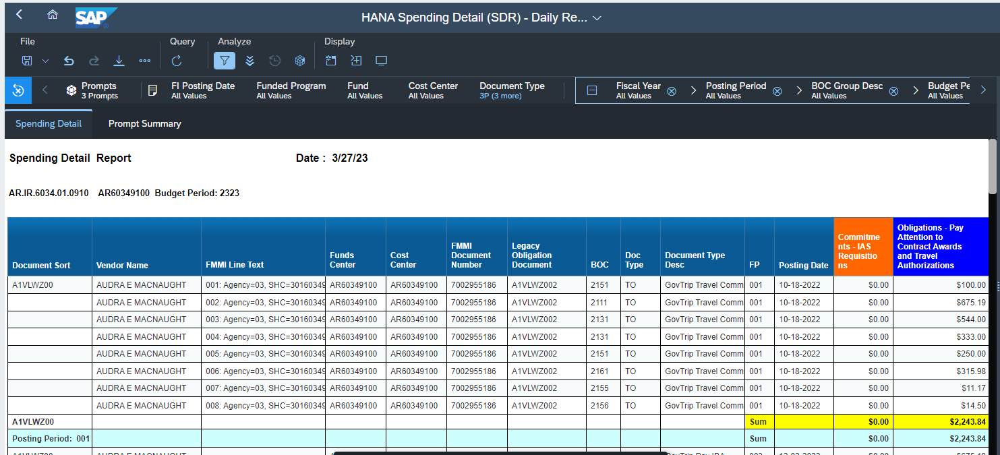 SAP
HANA Spending Detail (SDR) - Daily Re...
File Query Analyze Display
Prompts
3 Prompts
FI Posting Date
All Values
Funded Program
All Values
Fund
All Values
Cost Center
All Values
Document Type
3P (3 more)
Fiscal Year
All Values
Posting Period
All Values
BOC Group Desc
All Values
Budget Pe
All Values
Spending Detail Prompt Summary
Spending Detail Report Date : 3/27/23
AR.IR.6034.01.0910 AR60349100 Budget Period: 2323
Document Sort
Vendor Name
FMMI Line Text
Funds
Center
Cost
Center
FMMI
Document
Number
Legacy
Obligation
Document
BOC
Doc
Type
Document Type
Desc
FP
Posting Date
Commitme
nts - IAS
Requisitio
ns
Obligations - Pay
Attention to
Contract Awards
and Travel
Authorizations
A1VLWZ00 AUDRA E MACNAUGHT 001: Agency=03, SHC=30160349 AR60349100 AR60349100 7002955186 A1VLWZ002 2151 TO GovTrip Travel Comm 001 10-18-2022 $0.00 $100.00
AUDRA E MACNAUGHT 002: Agency=03, SHC=30160349 AR60349100 AR60349100 7002955186 A1VLWZ002 2111 TO GovTrip Travel Comm 001 10-18-2022 $0.00 $675.19
AUDRA E MACNAUGHT 003: Agency=03, SHC=30160349 AR60349100 AR60349100 7002955186 A1VLWZ002 2131 TO GovTrip Travel Comm 001 10-18-2022 $0.00 $544.00
AUDRA E MACNAUGHT 004: Agency=03, SHC=30160349 AR60349100 AR60349100 7002955186 A1VLWZ002 2131 TO GovTrip Travel Comm 001 10-18-2022 $0.00 $333.00
AUDRA E MACNAUGHT 005: Agency=03, SHC=30160349 AR60349100 AR60349100 7002955186 A1VLWZ002 2151 TO GovTrip Travel Comm 001 10-18-2022 $0.00 $250.00
AUDRA E MACNAUGHT 006: Agency=03, SHC=30160349 AR60349100 AR60349100 7002955186 A1VLWZ002 2161 TO GovTrip Travel Comm 001 10-18-2022 $0.00 $315.98
AUDRA E MACNAUGHT 007: Agency=03, SHC=30160349 AR60349100 AR60349100 7002955186 A1VLWZ002 2155 TO GovTrip Travel Comm 001 10-18-2022 $0.00 $11.17
AUDRA E MACNAUGHT 008: Agency=03, SHC=30160349 AR60349100 AR60349100 7002955186 A1VLWZ002 2156 TO GovTrip Travel Comm 001 10-18-2022 $0.00 $14.50
A1VLWZ00 Sum $0.00 $2,243.84
Posting Period: 001 Sum $0.00 $2,243.84